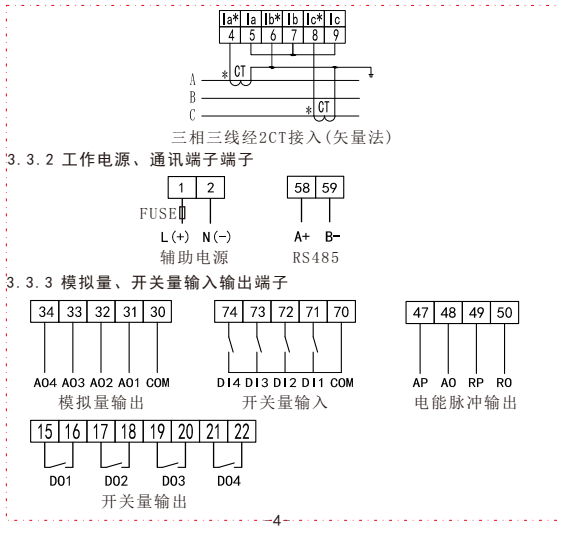 Ia* Ia Ib* Ib Ic* Ic
4 5 6 7 8 9
* CT
A
B
C * CT
三相三线经2CT接入(矢量法)
3.3.2 工作电源、通讯端子端子
1 2 58 59
FUSE
L(+) N(-) A+ B-
辅助电源 RS485
3.3.3 模拟量、开关量输入输出端子
34 33 32 31 30 74 73 72 71 70 47 48 49 50
AO4 AO3 AO2 AO1 COM DI4 DI3 DI2 DI1 COM AP AO RP RO
模拟量输出 开关量输入 电能脉冲输出
15 16 17 18 19 20 21 22
DO1 DO2 DO3 DO4
开关量输出
-4-